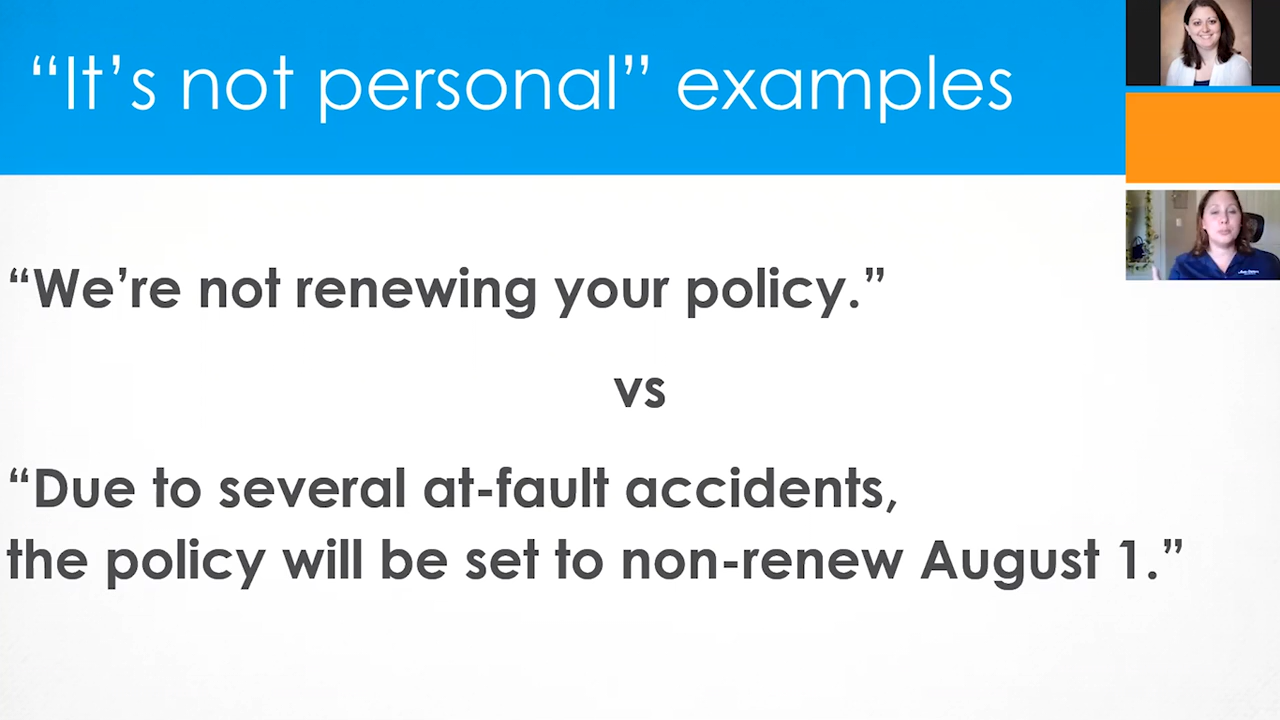 “It’s not personal” examples
“We’re not renewing your policy.”
vs
“Due to several at-fault accidents,
the policy will be set to non-renew August 1.”